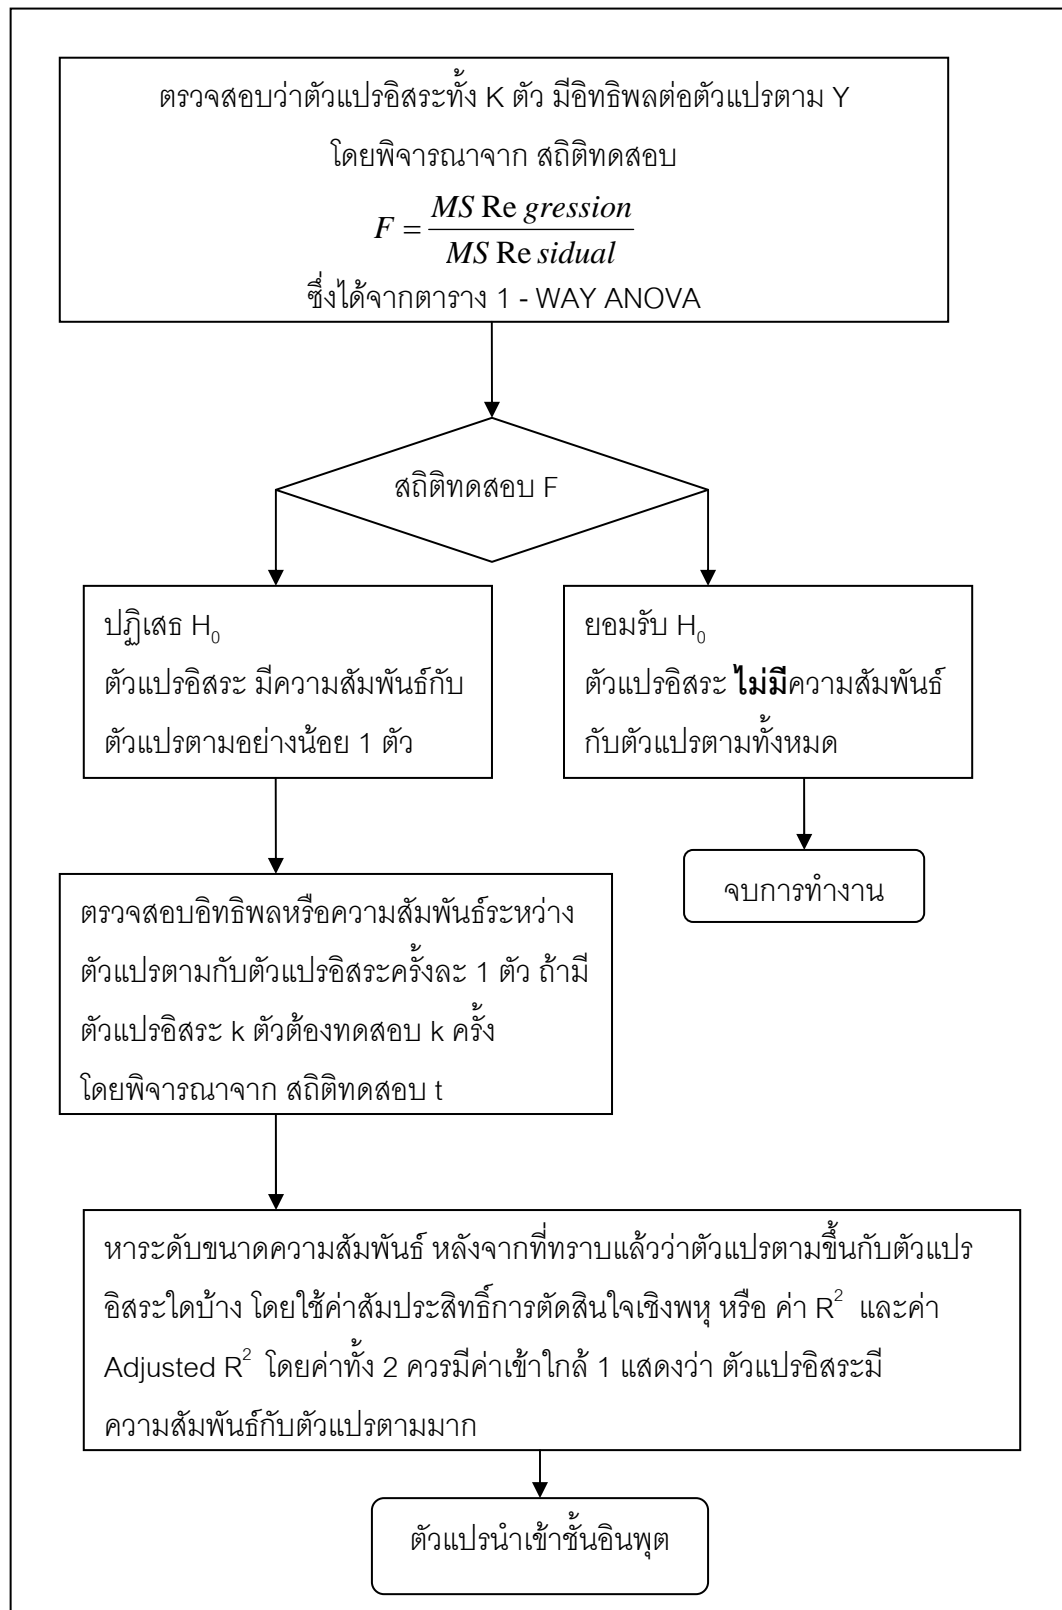 ตรวจสอบว่าตัวแปรอิสระทั้ง K ตัว มีอิทธิพลต่อตัวแปรตาม Y
โดยพิจารณาจาก สถิติทดสอบ
F = MS Re gression / MS Re sidual
ซึ่งได้จากตาราง 1 - WAY ANOVA
สถิติทดสอบ F
ปฏิเสธ H₀
ตัวแปรอิสระ มีความสัมพันธ์กับ
ตัวแปรตามอย่างน้อย 1 ตัว
ยอมรับ H₀
ตัวแปรอิสระ ไม่มีความสัมพันธ์
กับตัวแปรตามทั้งหมด
จบการทำงาน
ตรวจสอบอิทธิพลหรือความสัมพันธ์ระหว่าง
ตัวแปรตามกับตัวแปรอิสระครั้งละ 1 ตัว ถ้ามี
ตัวแปรอิสระ k ตัวต้องทดสอบ k ครั้ง
โดยพิจารณาจาก สถิติทดสอบ t
หาระดับขนาดความสัมพันธ์ หลังจากที่ทราบแล้วว่าตัวแปรตามขึ้นกับตัวแปร
อิสระใดบ้าง โดยใช้ค่าสัมประสิทธิ์การตัดสินใจเชิงพหุ หรือ ค่า R² และค่า
Adjusted R² โดยค่าทั้ง 2 ควรมีค่าเข้าใกล้ 1 แสดงว่า ตัวแปรอิสระมี
ความสัมพันธ์กับตัวแปรตามมาก
ตัวแปรนำเข้าชั้นอินพุต